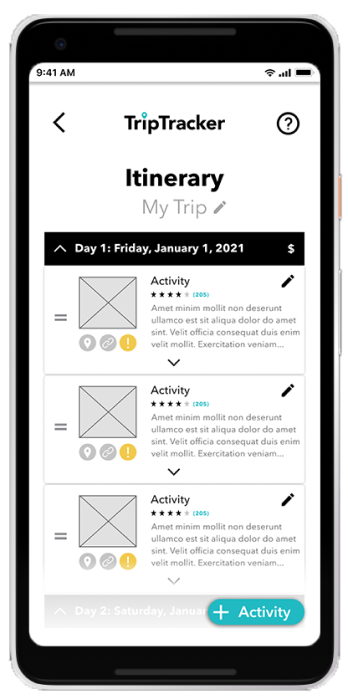 9:41 AM
TripTracker
?
Itinerary
My Trip
Day 1: Friday, January 1, 2021 $
Activity
(205)
Amet minim mollit non deserunt
ullamco est sit aliqua dolor do amet
sint. Velit officia consequat duis enim
velit mollit. Exercitation veniam...
!
Activity
(205)
Amet minim mollit non deserunt
ullamco est sit aliqua dolor do amet
sint. Velit officia consequat duis enim
velit mollit. Exercitation veniam...
!
Activity
(205)
Amet minim mollit non deserunt
ullamco est sit aliqua dolor do amet
sint. Velit officia consequat duis enim
velit mollit. Exercitation veniam...
!
Day 2: Saturday, Januar
+ Activity